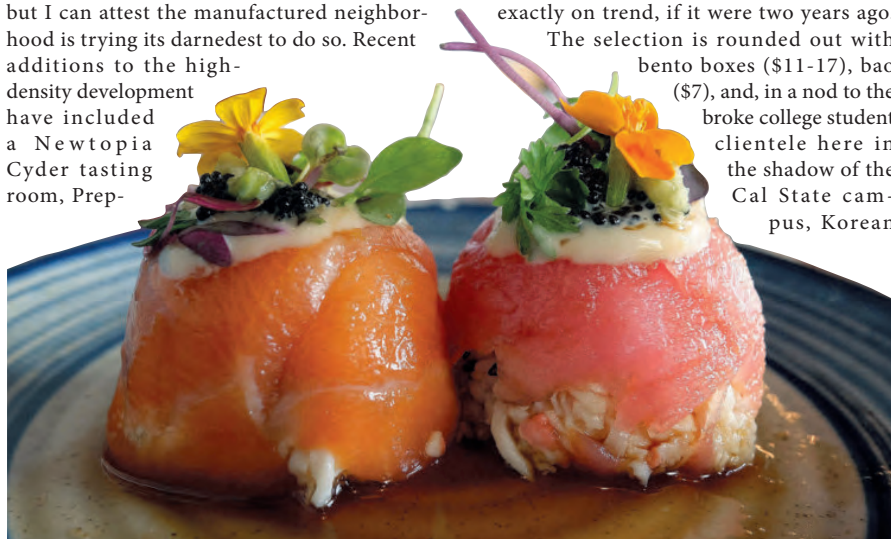 but I can attest the manufactured neighbor-
hood is trying its darnedest to do so. Recent
additions to the high-
density development
have included
a Newtopia
Cyder tasting
room, Prep-
exactly on trend, if it were two years ago.
The selection is rounded out with
bento boxes ($11-17), bao
($7), and, in a nod to the
broke college student
clientele here in
the shadow of the
Cal State cam-
pus, Korean